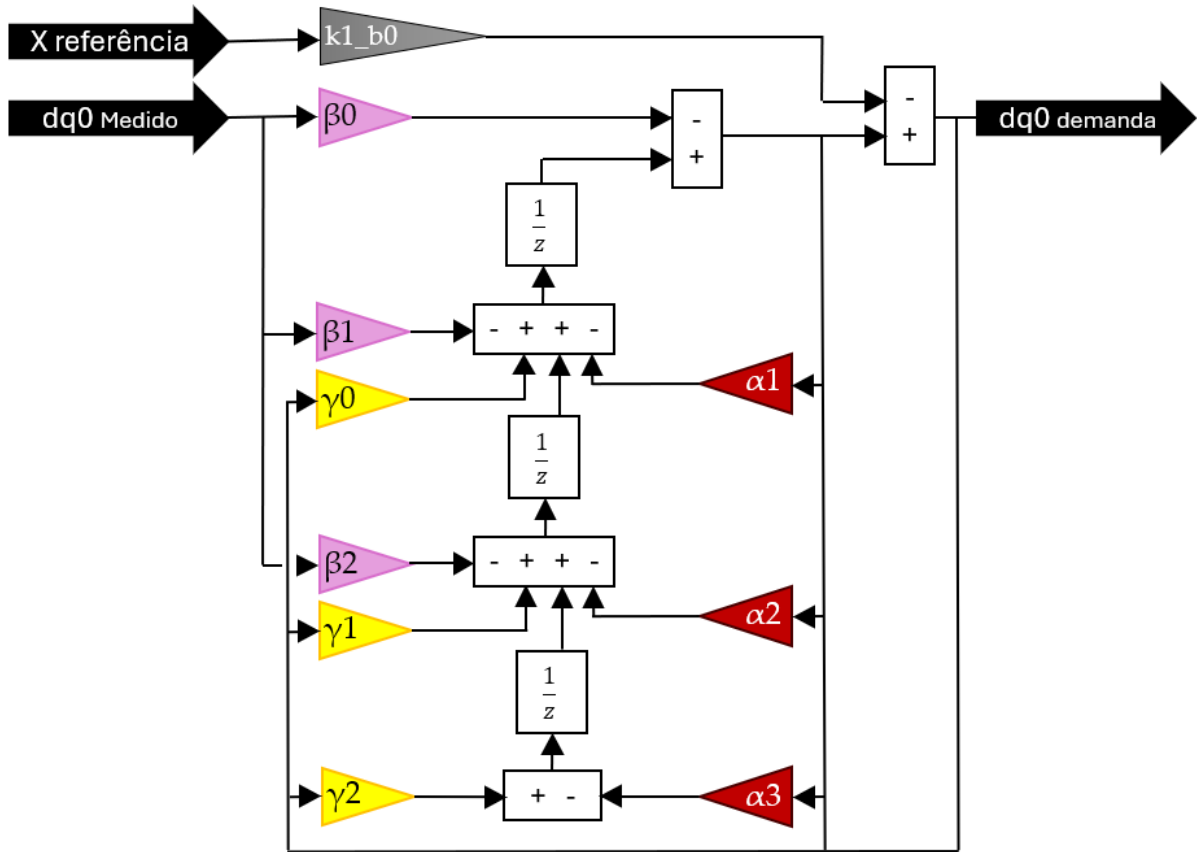 X referência
k1_b0
dq0 Medido
β0
-
+
-
+
dq0 demanda
1
z
β1
- + + -
γ0
α1
1
z
β2
- + + -
γ1
α2
1
z
γ2
+ -
α3